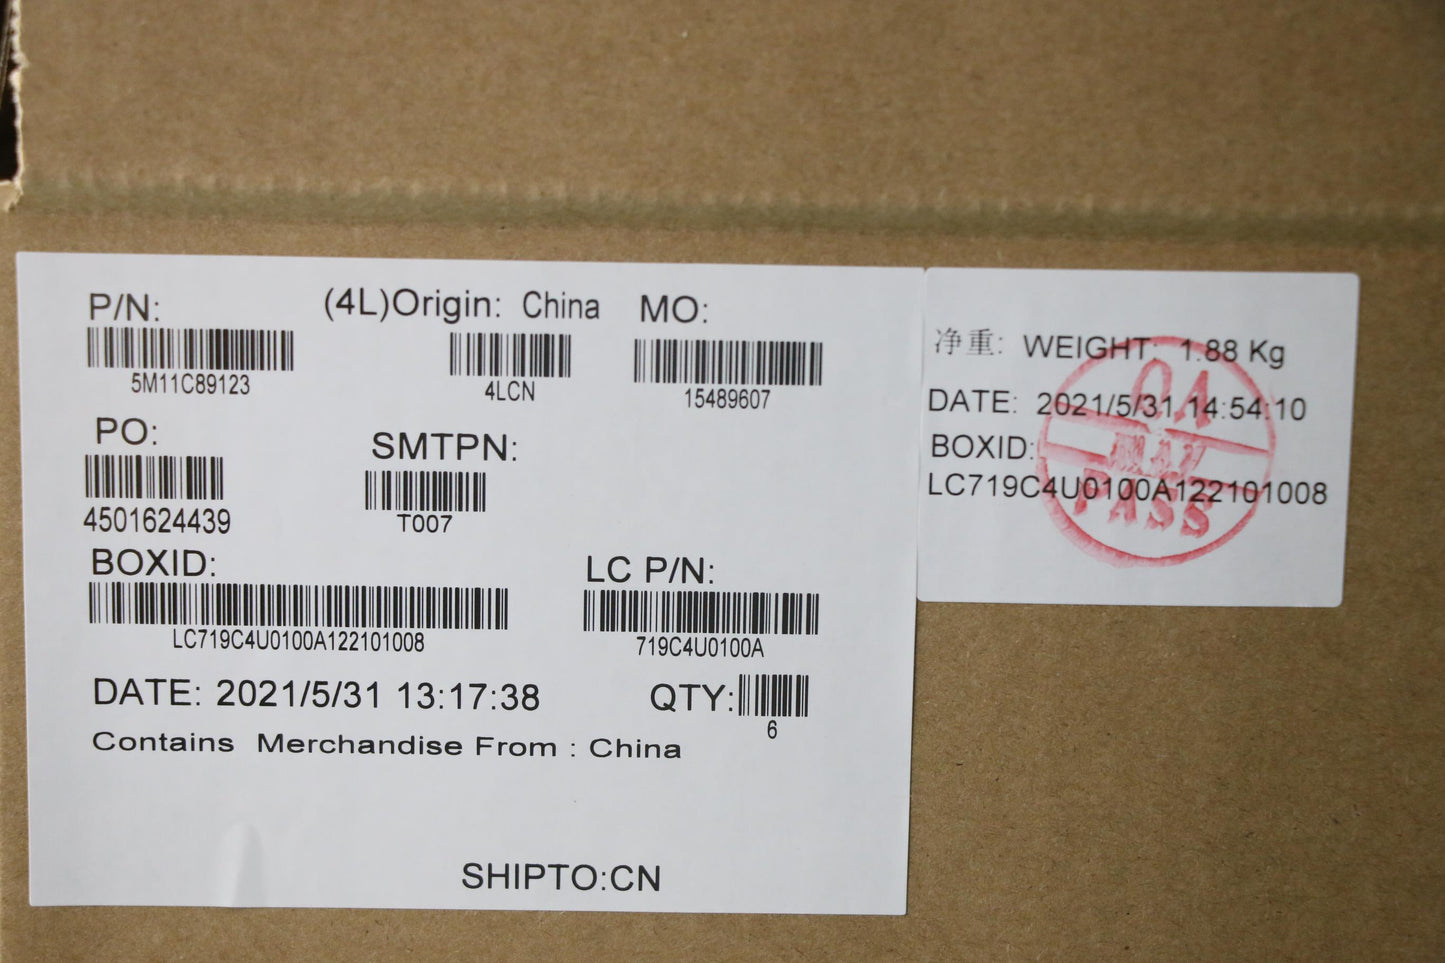 P/N:
5M11C89123
(4L)Origin: China
4LCN
MO:
15489607
PO:
4501624439
SMTPN:
T007
BOXID:
LC719C4U0100A122101008
LC P/N:
719C4U0100A
DATE: 2021/5/31 13:17:38
QTY:
6
Contains Merchandise From : China
SHIPTO:CN
净重: WEIGHT: 1.88 Kg
DATE: 2021/5/31 14:54:10
BOXID:
LC719C4U0100A122101008
QA
MAY
PASS